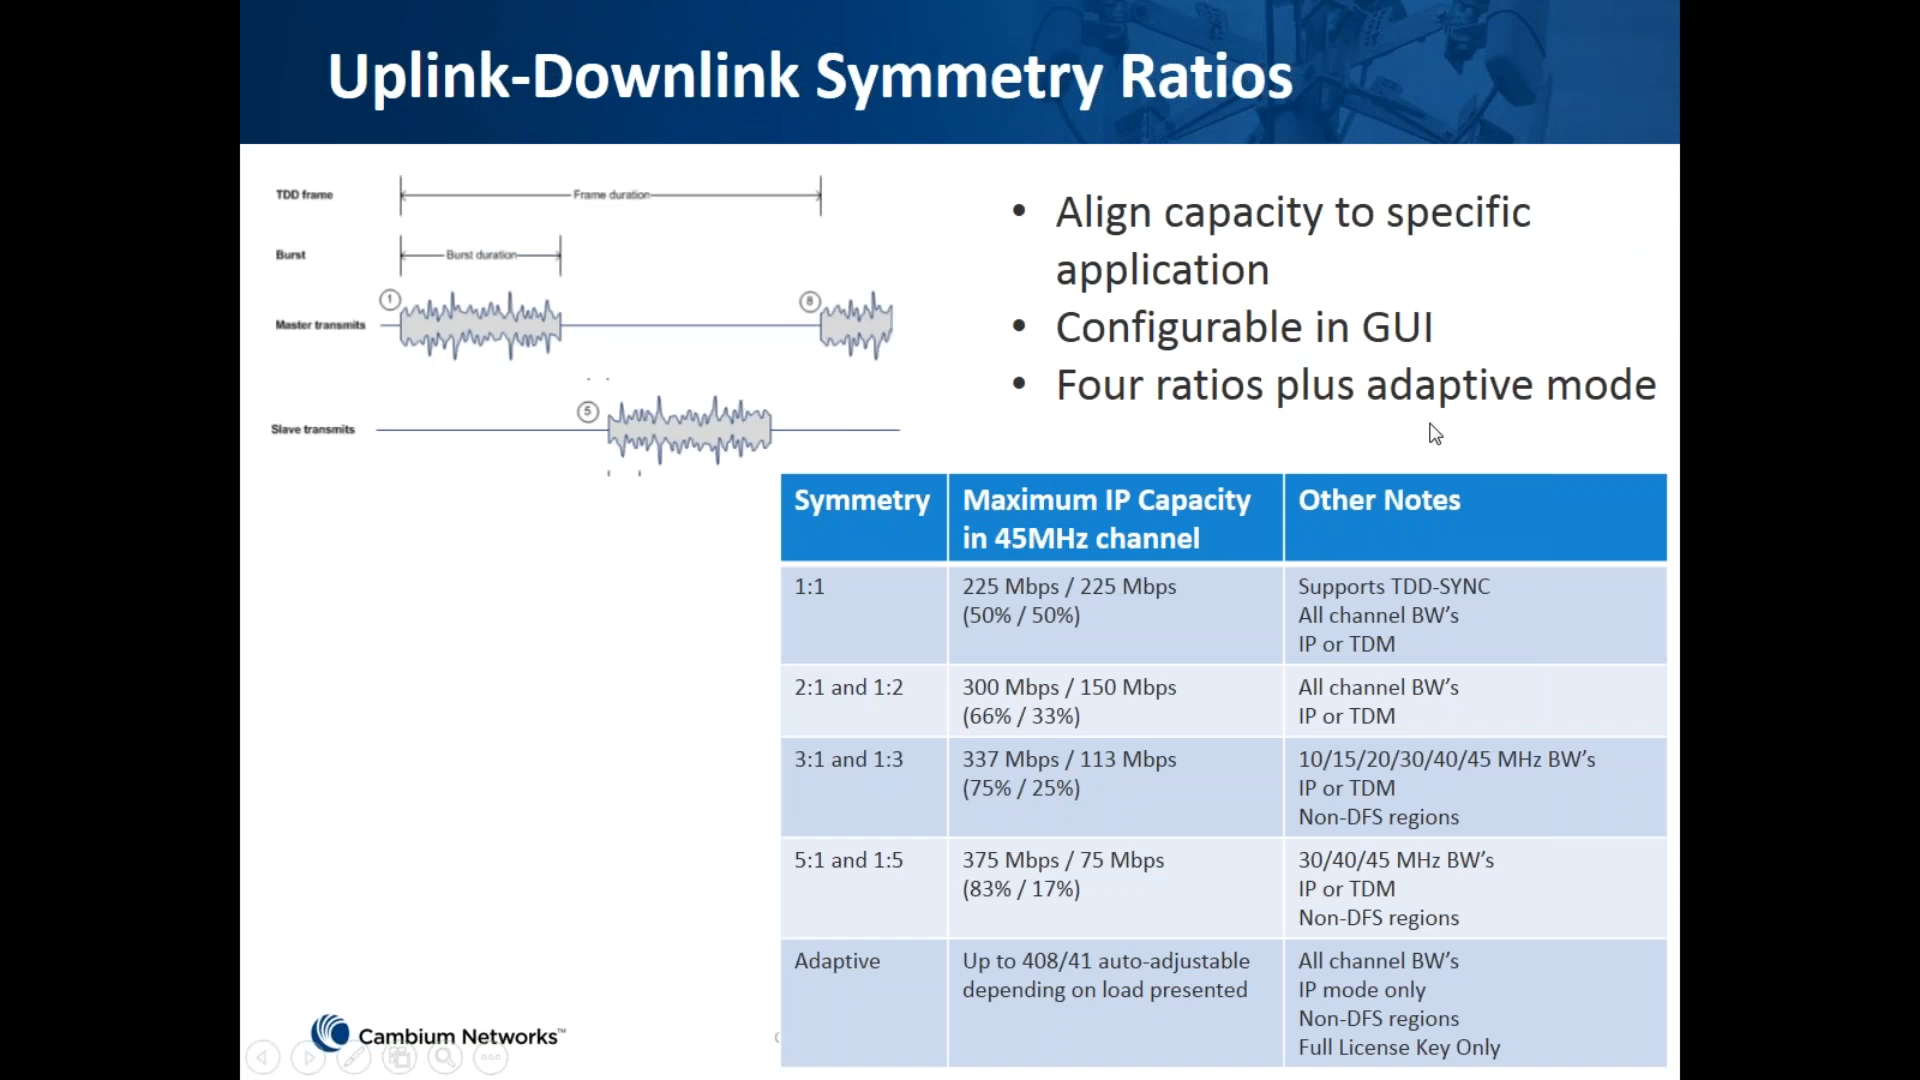 Uplink-Downlink Symmetry Ratios
TDD frame
Frame duration
Burst
Burst duration
1
8
Master transmits
5
Slave transmits
• Align capacity to specific
application
• Configurable in GUI
• Four ratios plus adaptive mode
Symmetry
Maximum IP Capacity
in 45MHz channel
Other Notes
1:1
225 Mbps / 225 Mbps
(50% / 50%)
Supports TDD-SYNC
All channel BW’s
IP or TDM
2:1 and 1:2
300 Mbps / 150 Mbps
(66% / 33%)
All channel BW’s
IP or TDM
3:1 and 1:3
337 Mbps / 113 Mbps
(75% / 25%)
10/15/20/30/40/45 MHz BW’s
IP or TDM
Non-DFS regions
5:1 and 1:5
375 Mbps / 75 Mbps
(83% / 17%)
30/40/45 MHz BW’s
IP or TDM
Non-DFS regions
Adaptive
Up to 408/41 auto-adjustable
depending on load presented
All channel BW’s
IP mode only
Non-DFS regions
Full License Key Only
Cambium Networks™